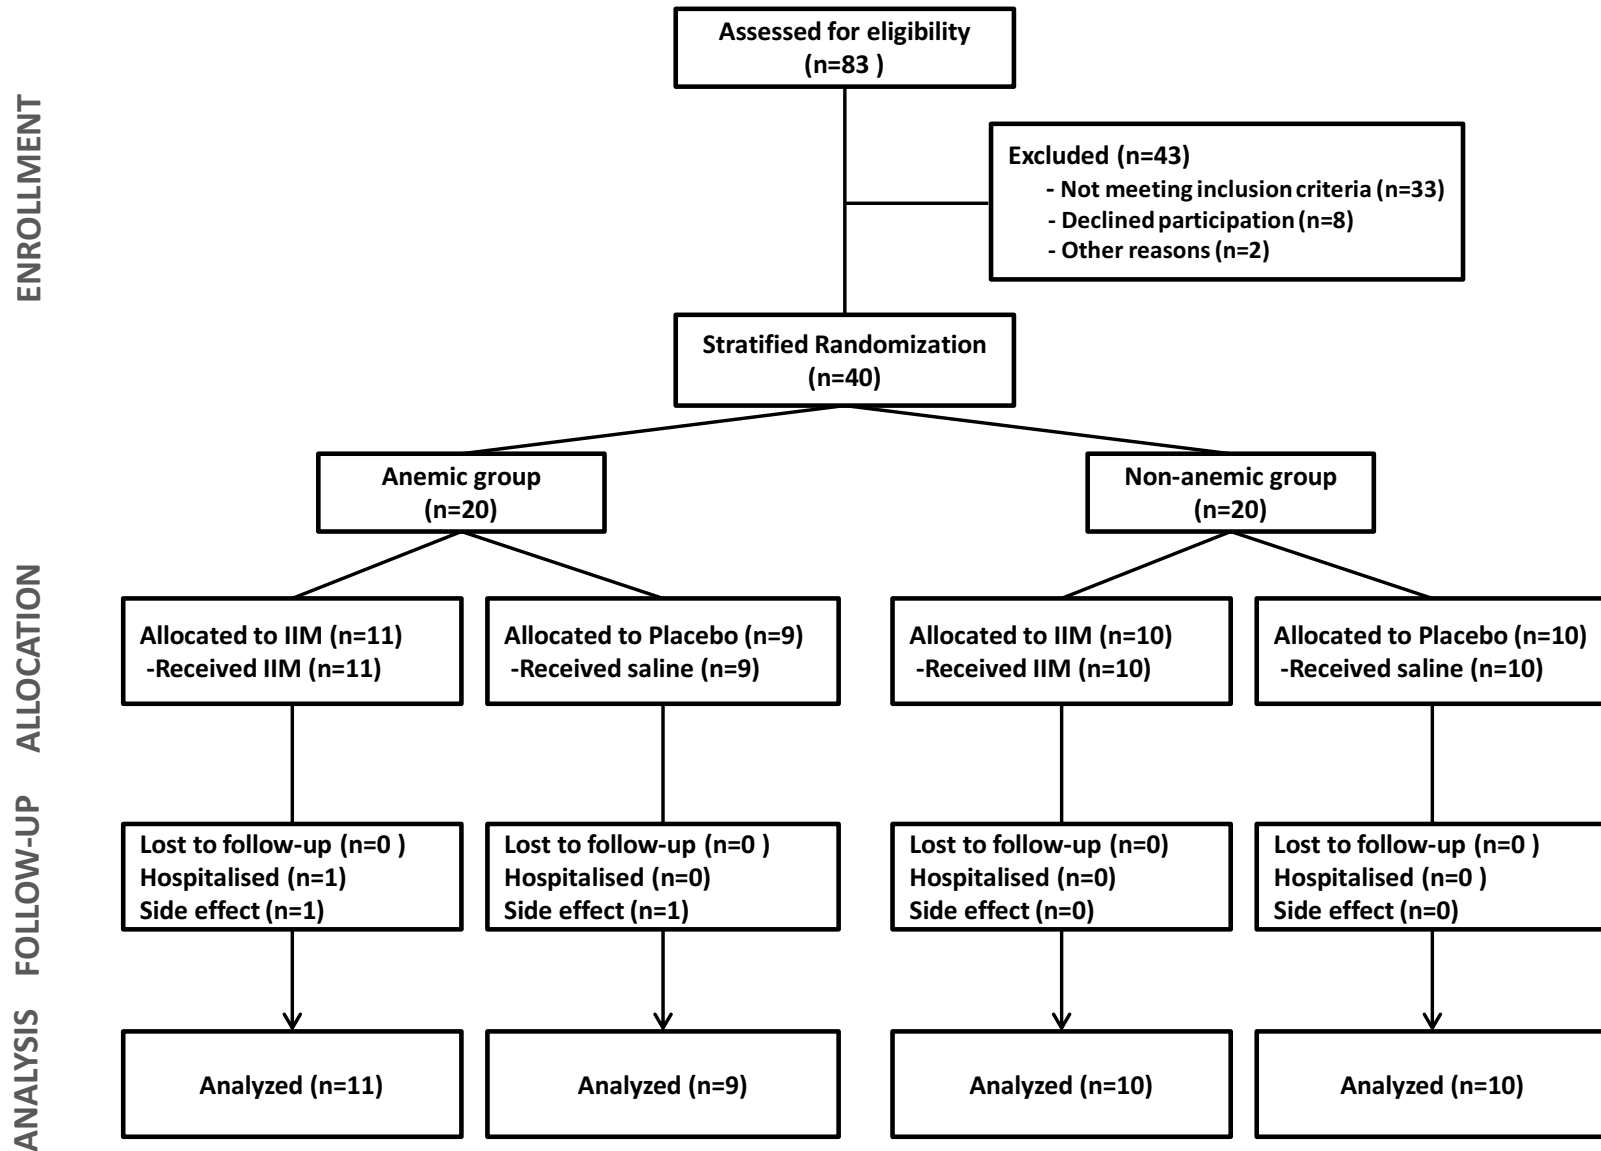 ENROLLMENT
Assessed for eligibility
(n=83 )
Excluded (n=43)
- Not meeting inclusion criteria (n=33)
- Declined participation (n=8)
- Other reasons (n=2)
Stratified Randomization
(n=40)
Anemic group
(n=20)
Non-anemic group
(n=20)
ALLOCATION
Allocated to IIM (n=11)
-Received IIM (n=11)
Allocated to Placebo (n=9)
-Received saline (n=9)
Allocated to IIM (n=10)
-Received IIM (n=10)
Allocated to Placebo (n=10)
-Received saline (n=10)
FOLLOW-UP
Lost to follow-up (n=0 )
Hospitalised (n=1)
Side effect (n=1)
Lost to follow-up (n=0 )
Hospitalised (n=0)
Side effect (n=1)
Lost to follow-up (n=0)
Hospitalised (n=0)
Side effect (n=0)
Lost to follow-up (n=0 )
Hospitalised (n=0 )
Side effect (n=0)
ANALYSIS
Analyzed (n=11)
Analyzed (n=9)
Analyzed (n=10)
Analyzed (n=10)